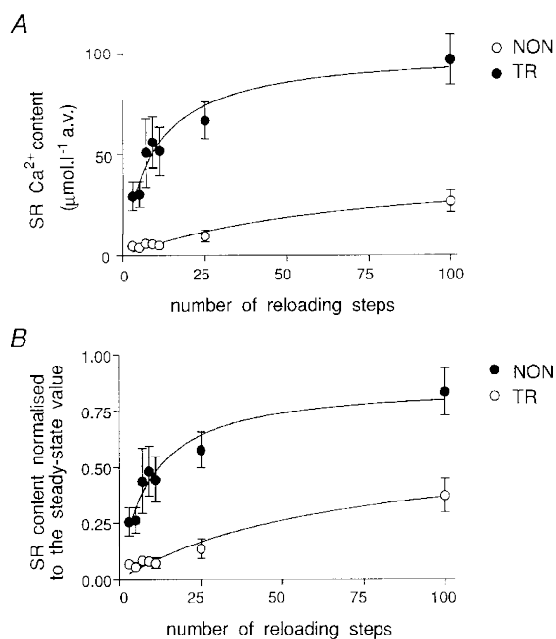 A
NON
TR
100
50
0
SR Ca²⁺ content
(μmol.l⁻¹ a.v.)
0 25 50 75 100
number of reloading steps
B
NON
TR
1.00
0.75
0.50
0.25
0.00
SR content normalised
to the steady-state value
0 25 50 75 100
number of reloading steps